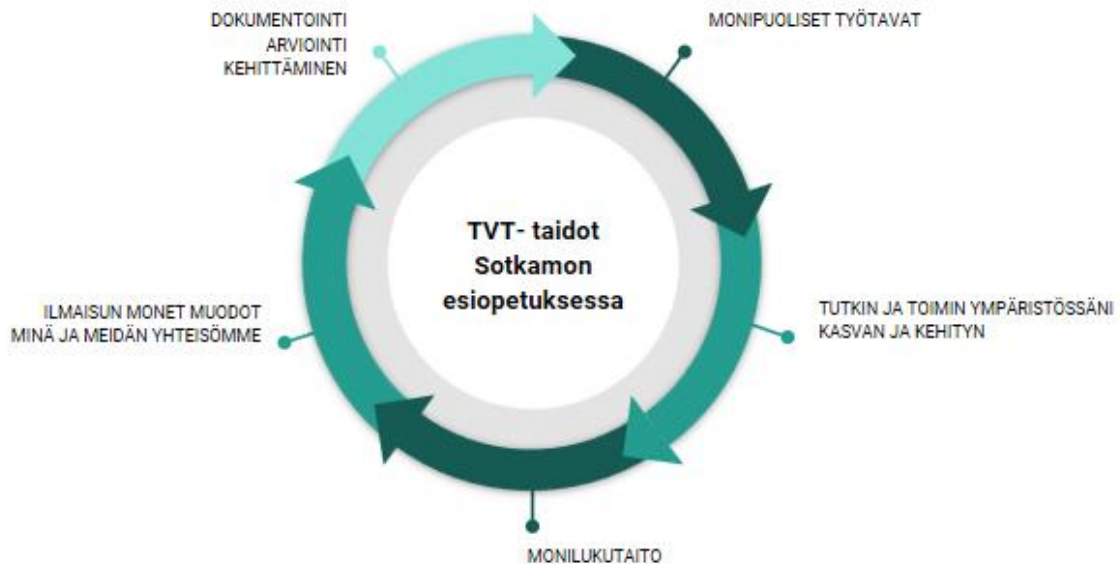 DOKUMENTOINTI
ARVIOINTI
KEHITTÄMINEN
MONIPUOLISET TYÖTAVAT
TVT- taidot
Sotkamon
esiopetuksessa
ILMAISUN MONET MUODOT
MINÄ JA MEIDÄN YHTEISÖMME
TUTKIN JA TOIMIN YMPÄRISTÖSSÄNI
KASVAN JA KEHITYN
MONILUKUTAITO